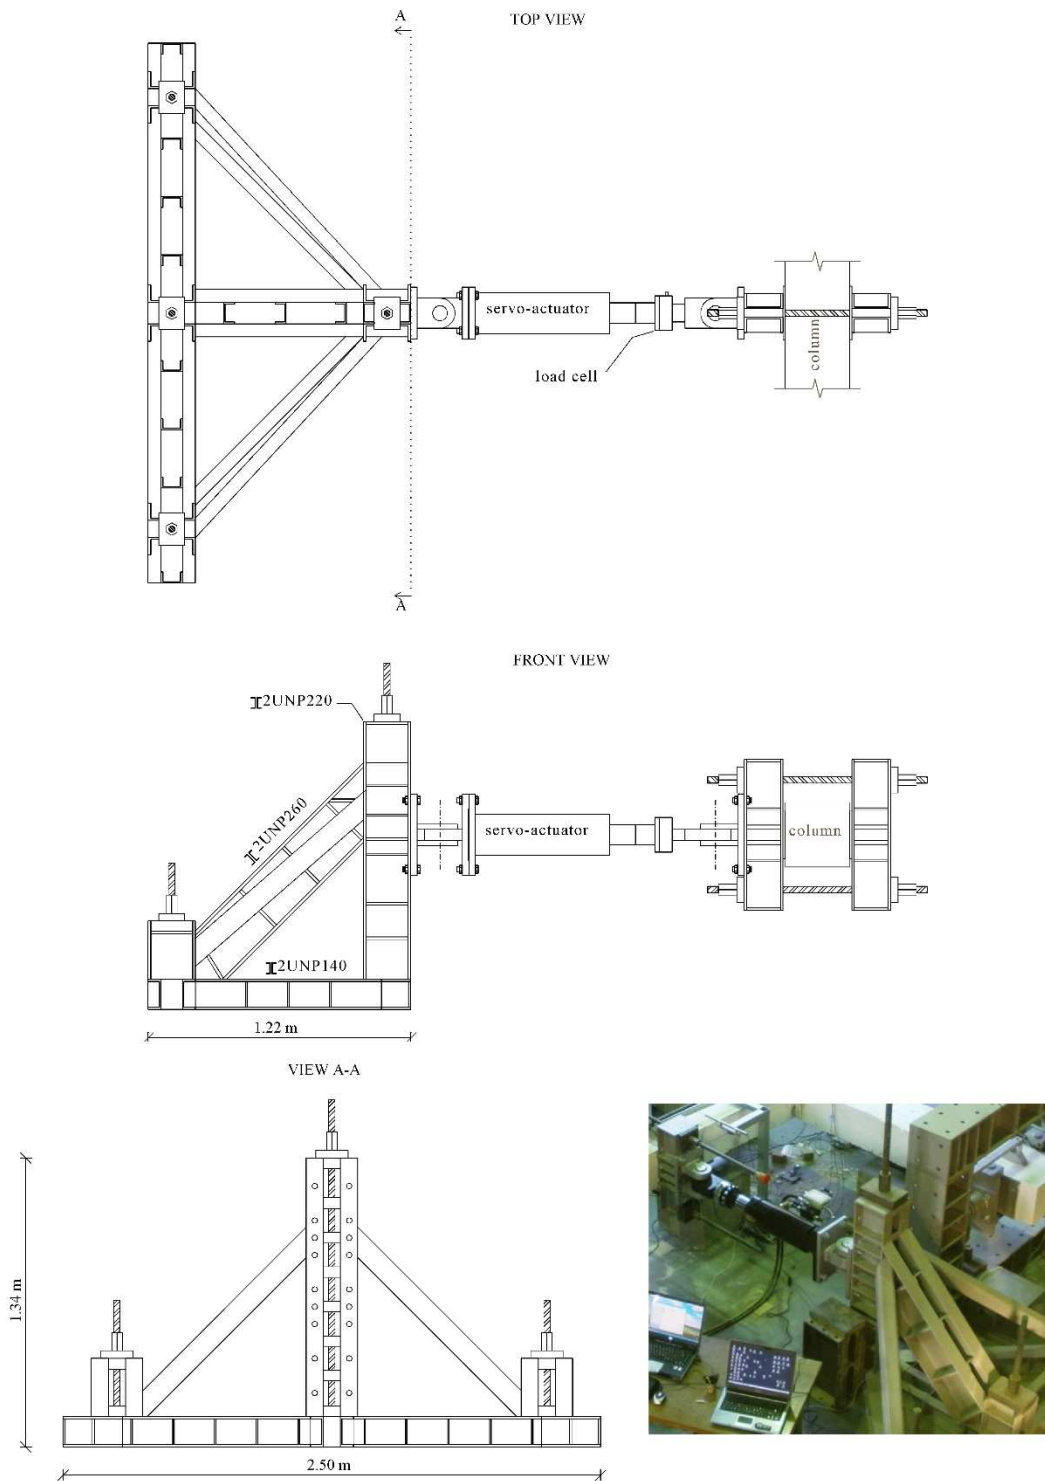 A
TOP VIEW
servo-actuator
column
load cell
A
FRONT VIEW
2UNP220
2UNP260
servo-actuator
column
2UNP140
1.22 m
VIEW A-A
1.34 m
2.50 m